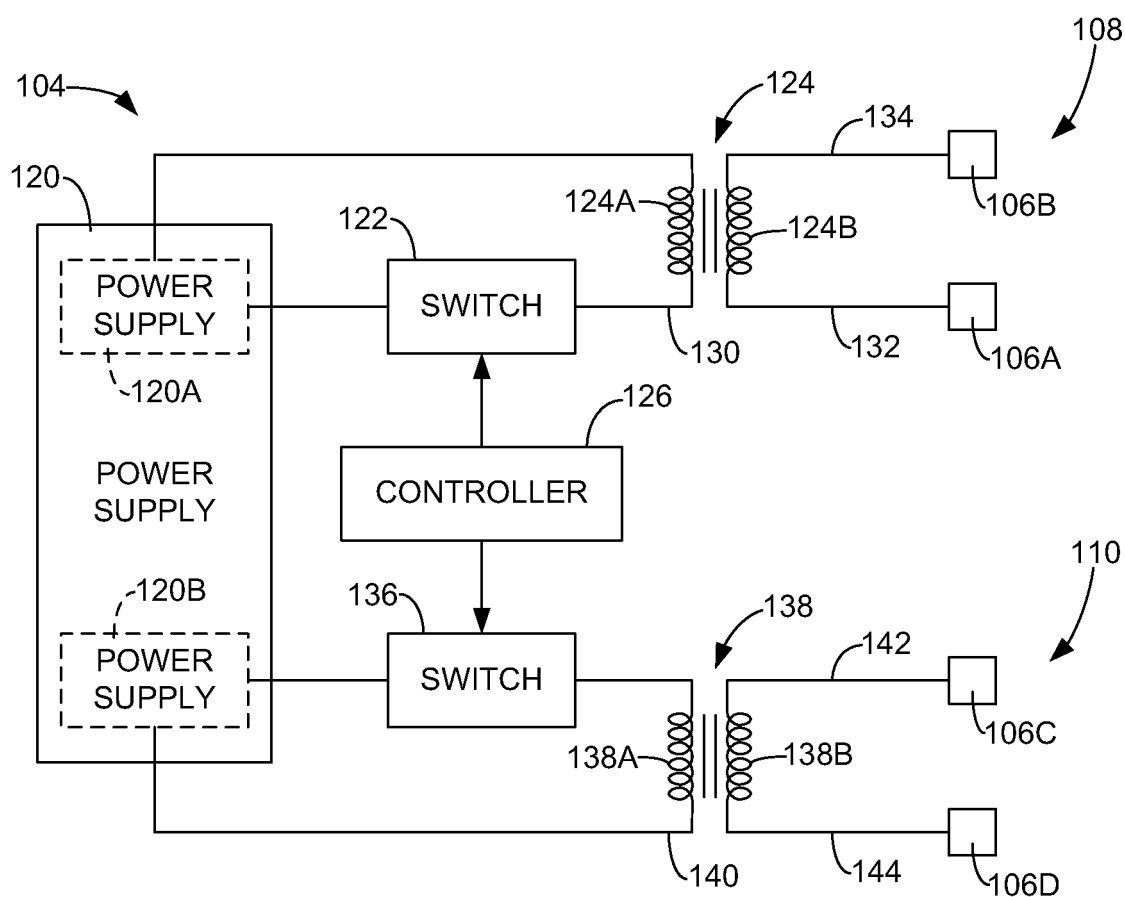 108
104
124
134
120
122
124A
106B
124B
POWER
SUPPLY
SWITCH
130
132
106A
120A
126
POWER
SUPPLY
CONTROLLER
110
120B
136
138
142
POWER
SUPPLY
SWITCH
106C
138A
138B
140
144
106D